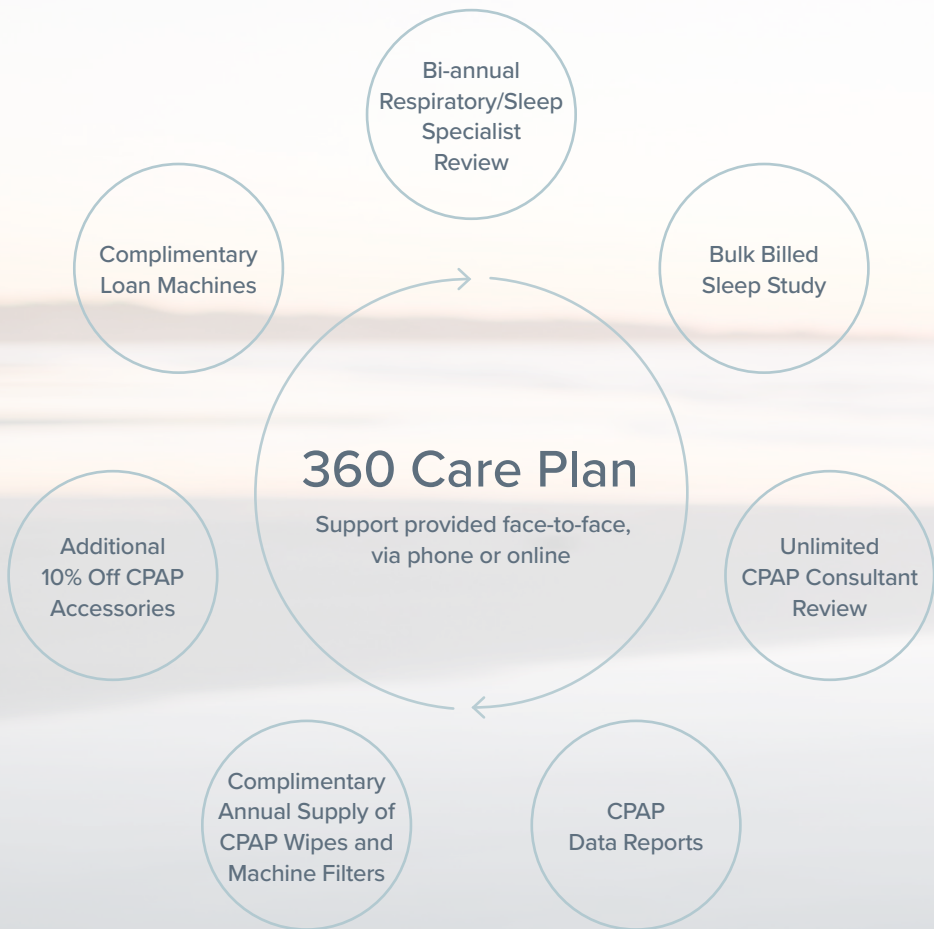 Bi-annual
Respiratory/Sleep
Specialist
Review
Complimentary
Loan Machines
Bulk Billed
Sleep Study
360 Care Plan
Support provided face-to-face,
via phone or online
Additional
10% Off CPAP
Accessories
Unlimited
CPAP Consultant
Review
Complimentary
Annual Supply of
CPAP Wipes and
Machine Filters
CPAP
Data Reports